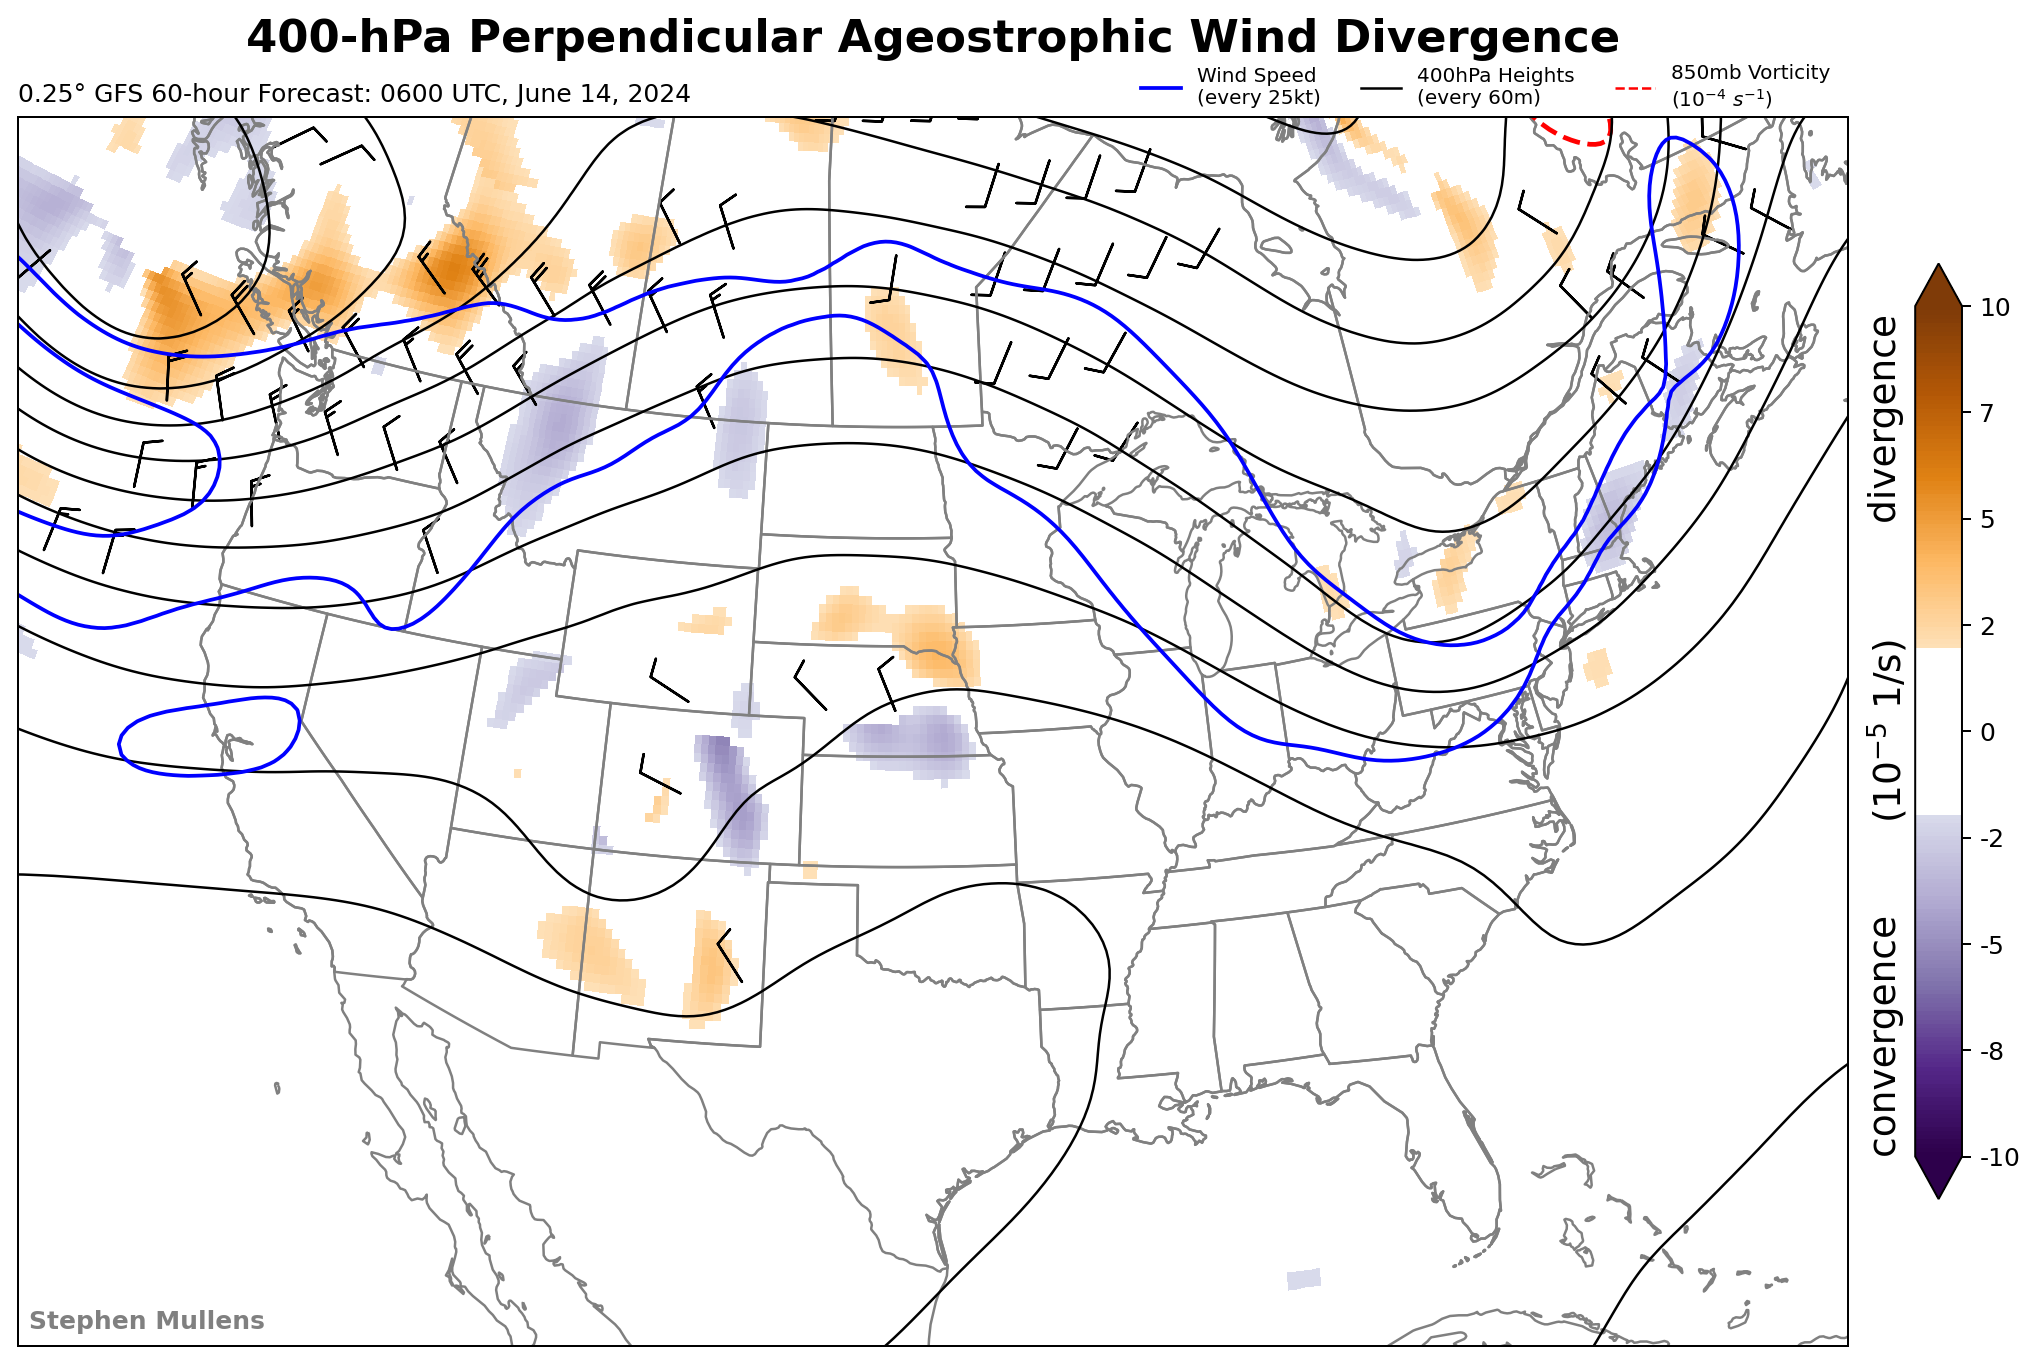 400-hPa Perpendicular Ageostrophic Wind Divergence
0.25° GFS 60-hour Forecast: 0600 UTC, June 14, 2024
Wind Speed
(every 25kt)
400hPa Heights
(every 60m)
850mb Vorticity
(10⁻⁴ s⁻¹)
10
7
5
2
0
-2
-5
-8
-10
convergence (10⁻⁵ 1/s) divergence
Stephen Mullens